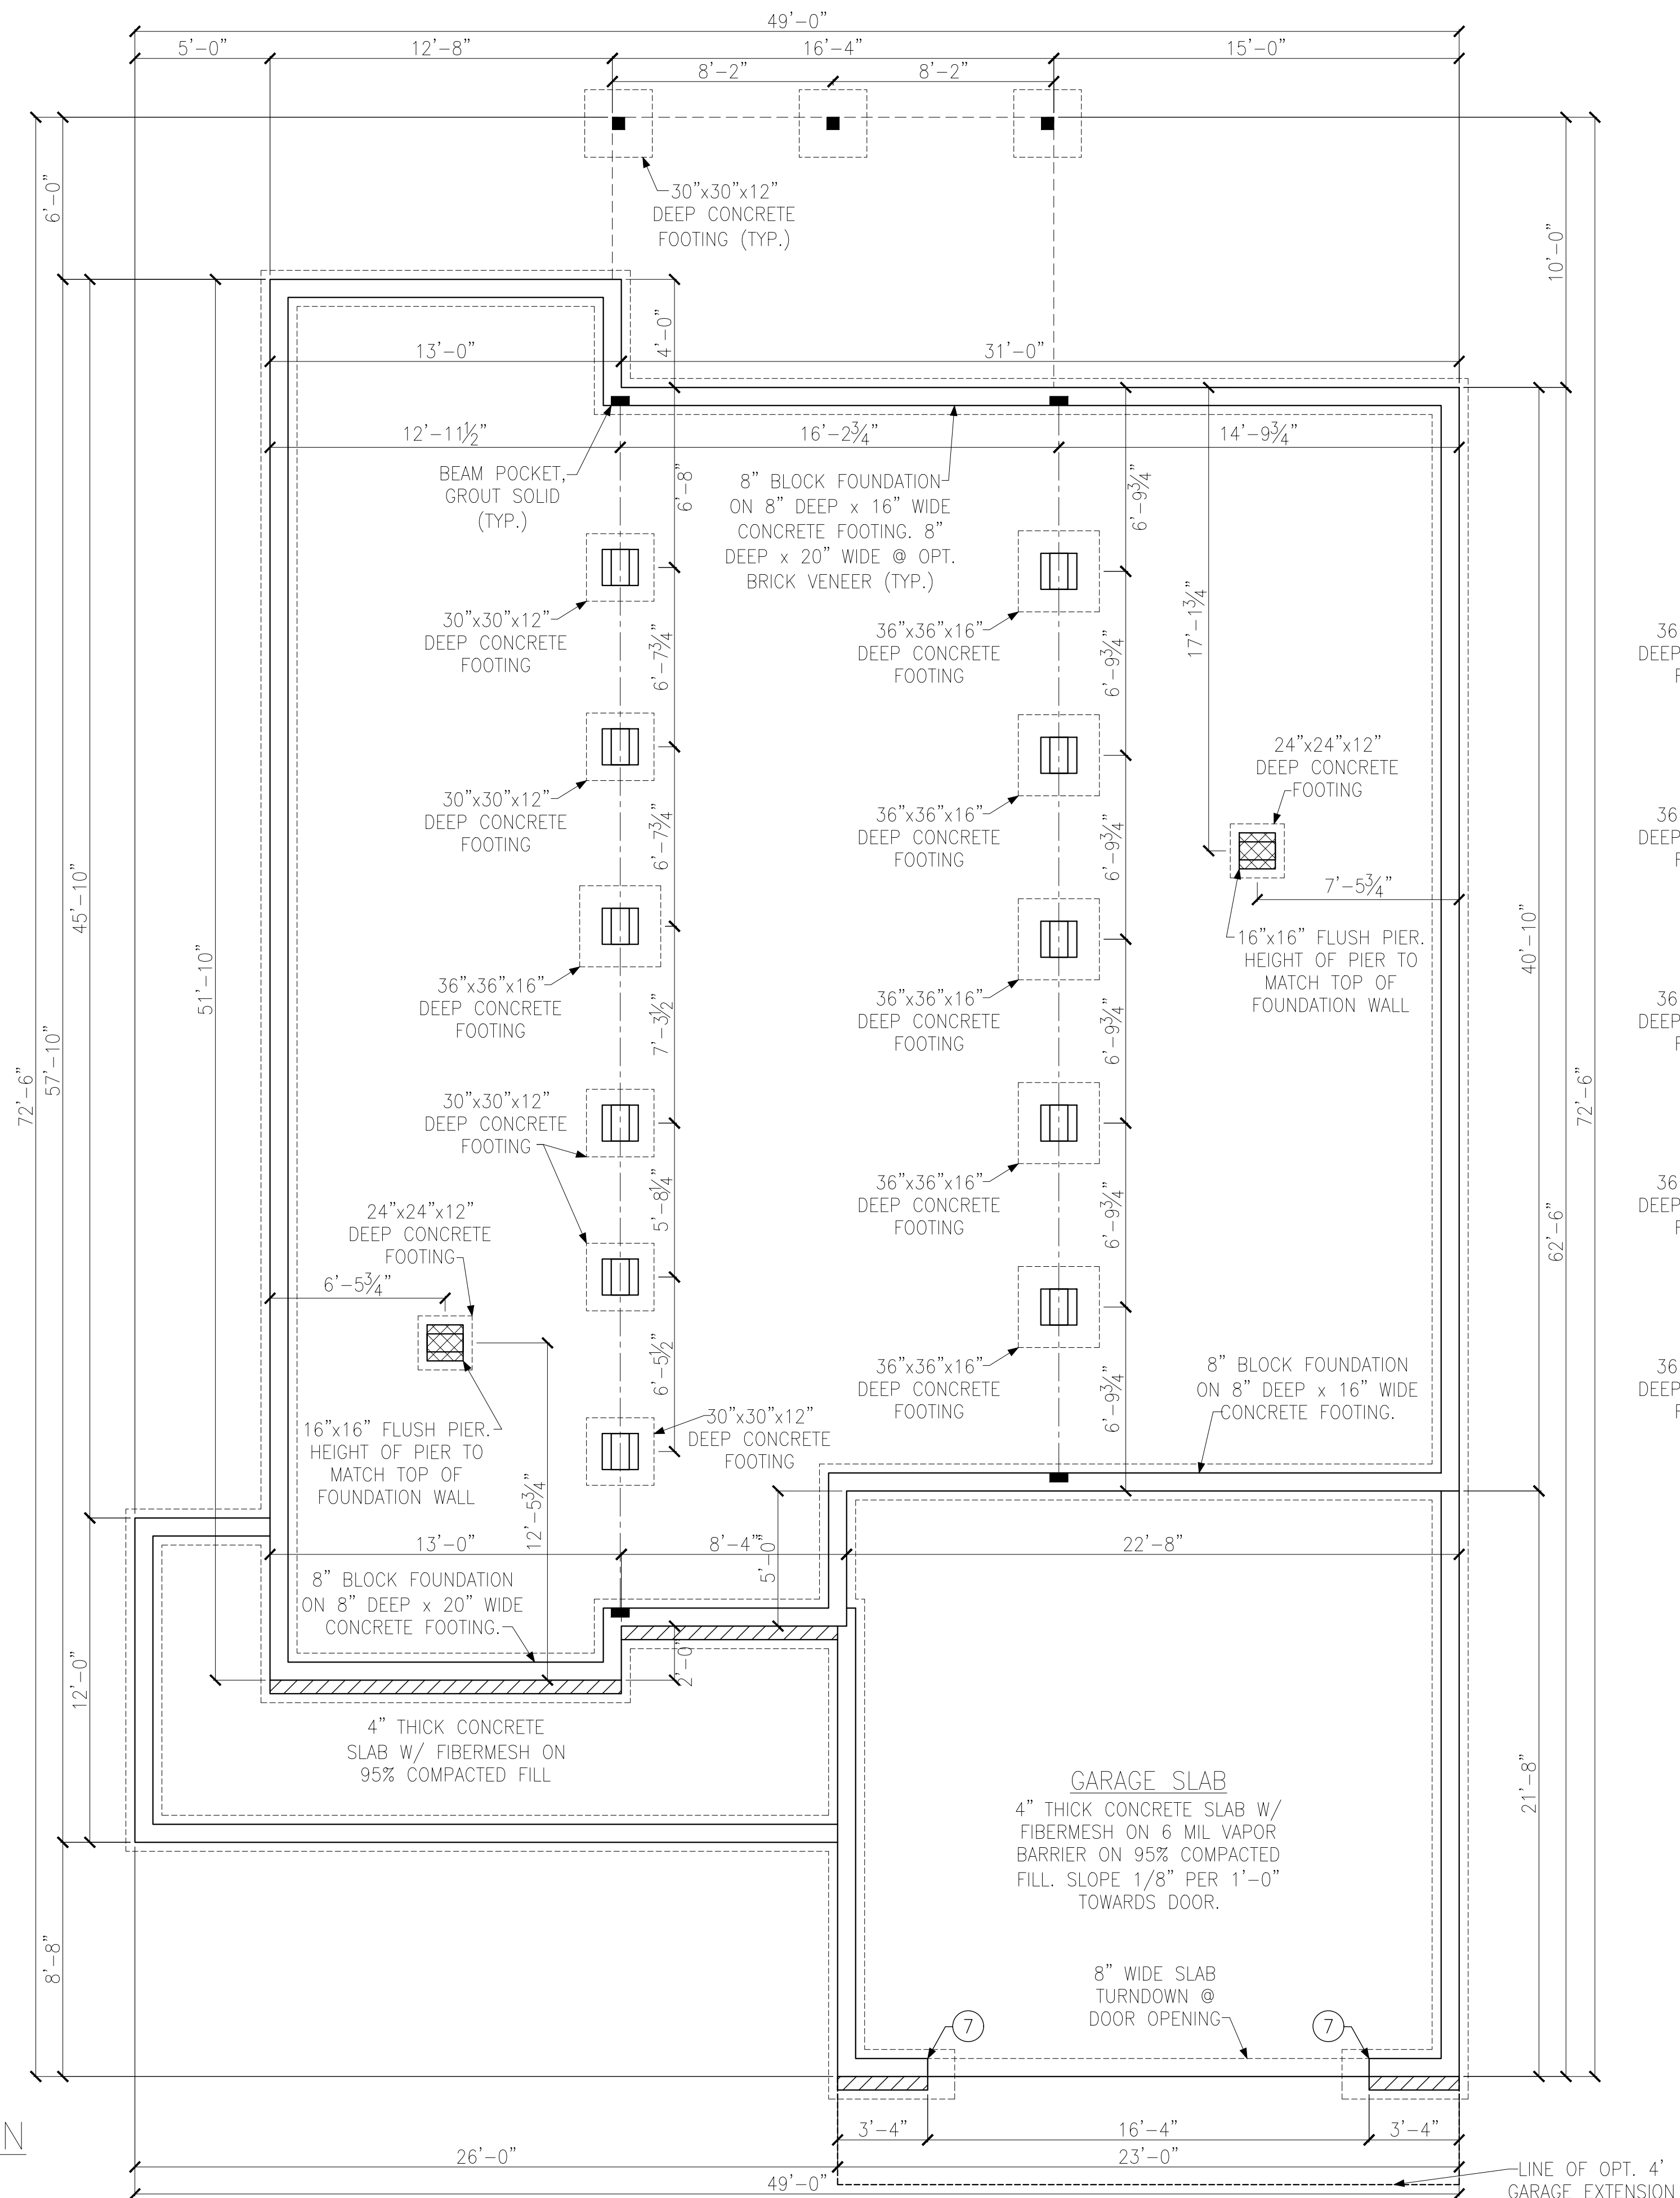 49'-0"
5'-0"
12'-8"
16'-4"
15'-0"
8'-2"
8'-2"
6'-0"
30"x30"x12"
DEEP CONCRETE
FOOTING (TYP.)
10'-0"
4'-0"
13'-0"
31'-0"
12'-11½"
16'-2¾"
14'-9¾"
BEAM POCKET,
GROUT SOLID
(TYP.)
6'-8"
8" BLOCK FOUNDATION
ON 8" DEEP x 16" WIDE
CONCRETE FOOTING. 8"
DEEP x 20" WIDE @ OPT.
BRICK VENEER (TYP.)
6'-9¾"
17'-1¾"
30"x30"x12"
DEEP CONCRETE
FOOTING
6'-7¾"
36"x36"x16"
DEEP CONCRETE
FOOTING
6'-9¾"
36
DEEP
F
24"x24"x12"
DEEP CONCRETE
FOOTING
30"x30"x12"
DEEP CONCRETE
FOOTING
6'-7¾"
36"x36"x16"
DEEP CONCRETE
FOOTING
6'-9¾"
36
DEEP
F
7'-5¾"
45'-10"
51'-10"
40'-10"
16"x16" FLUSH PIER.
HEIGHT OF PIER TO
MATCH TOP OF
FOUNDATION WALL
36"x36"x16"
DEEP CONCRETE
FOOTING
7'-3½"
36"x36"x16"
DEEP CONCRETE
FOOTING
6'-9¾"
36
DEEP
F
72'-6"
57'-10"
72'-6"
62'-6"
30"x30"x12"
DEEP CONCRETE
FOOTING
5'-8¼"
36"x36"x16"
DEEP CONCRETE
FOOTING
6'-9¾"
36
DEEP
F
24"x24"x12"
DEEP CONCRETE
FOOTING
6'-5¾"
6'-5½"
36"x36"x16"
DEEP CONCRETE
FOOTING
6'-9¾"
8" BLOCK FOUNDATION
ON 8" DEEP x 16" WIDE
CONCRETE FOOTING.
36
DEEP
F
16"x16" FLUSH PIER.
HEIGHT OF PIER TO
MATCH TOP OF
FOUNDATION WALL
30"x30"x12"
DEEP CONCRETE
FOOTING
12'-5¾"
13'-0"
8'-4"
5'-0"
22'-8"
8" BLOCK FOUNDATION
ON 8" DEEP x 20" WIDE
CONCRETE FOOTING.
2'-0"
12'-0"
4" THICK CONCRETE
SLAB W/ FIBERMESH ON
95% COMPACTED FILL
GARAGE SLAB
4" THICK CONCRETE SLAB W/
FIBERMESH ON 6 MIL VAPOR
BARRIER ON 95% COMPACTED
FILL. SLOPE 1/8" PER 1'-0"
TOWARDS DOOR.
21'-8"
8'-8"
8" WIDE SLAB
TURNDOWN @
DOOR OPENING
7
7
N
3'-4"
16'-4"
3'-4"
26'-0"
23'-0"
49'-0"
LINE OF OPT. 4'
GARAGE EXTENSION